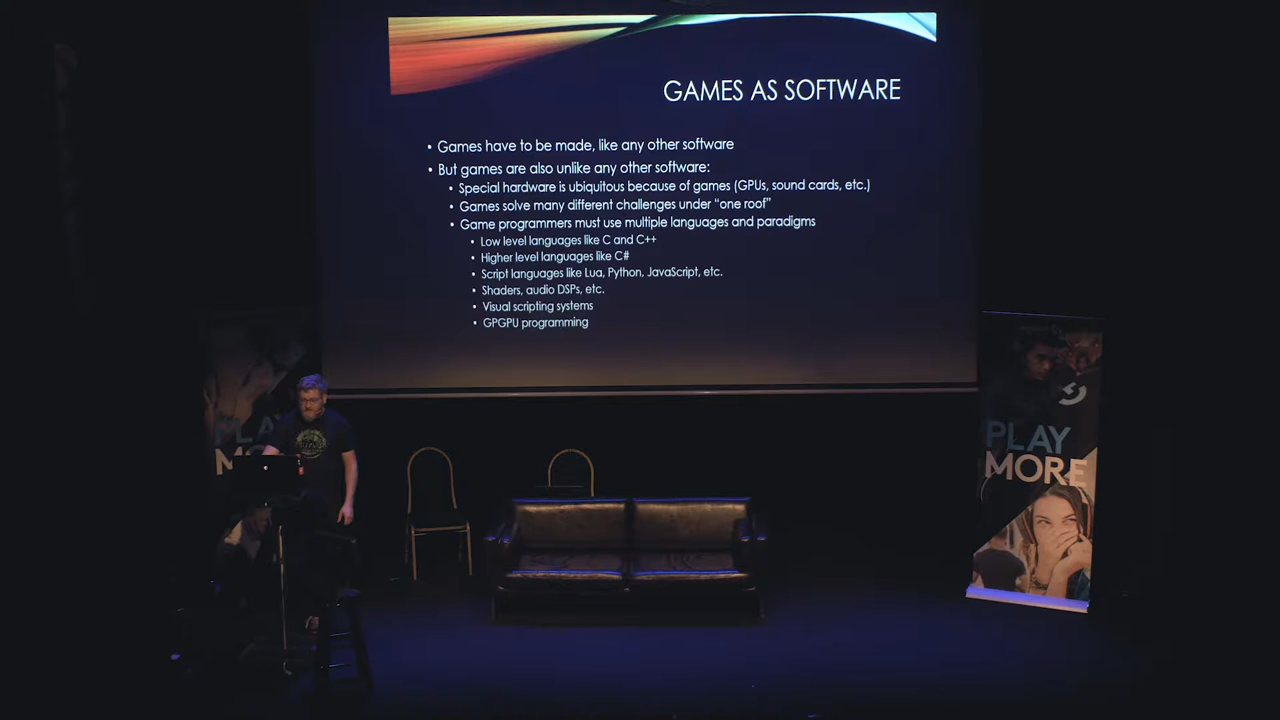 GAMES AS SOFTWARE
• Games have to be made, like any other software
• But games are also unlike any other software:
• Special hardware is ubiquitous because of games (GPUs, sound cards, etc.)
• Games solve many different challenges under “one roof”
• Game programmers must use multiple languages and paradigms
• Low level languages like C and C++
• Higher level languages like C#
• Script languages like Lua, Python, JavaScript, etc.
• Shaders, audio DSPs, etc.
• Visual scripting systems
• GPGPU programming
PLA
M
PLAY
MORE